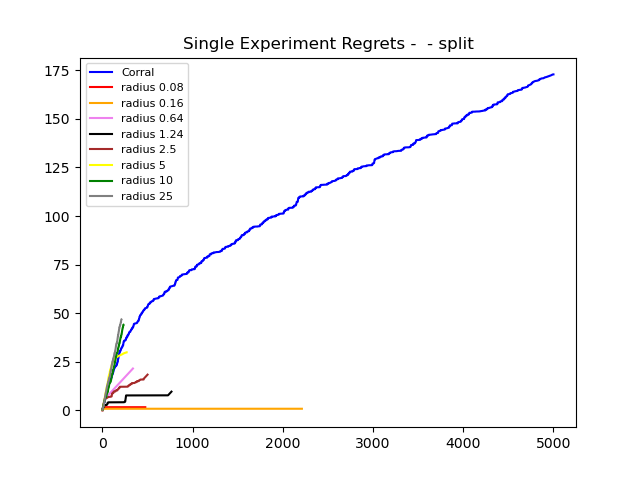 Single Experiment Regrets -  - split
175
150
125
100
75
50
25
0
Corral
radius 0.08
radius 0.16
radius 0.64
radius 1.24
radius 2.5
radius 5
radius 10
radius 25
0 1000 2000 3000 4000 5000